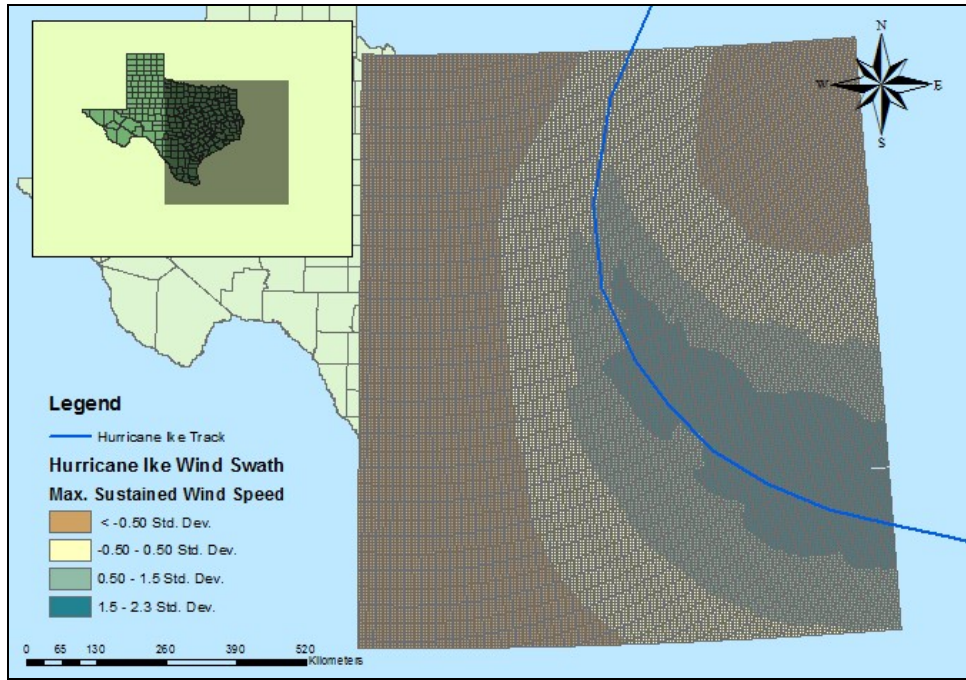 N
W
E
S
Legend
Hurricane Ike Track
Hurricane Ike Wind Swath
Max. Sustained Wind Speed
< -0.50 Std. Dev.
-0.50 - 0.50 Std. Dev.
0.50 - 1.5 Std. Dev.
1.5 - 2.3 Std. Dev.
0 65 130 260 390 520
Kilometers